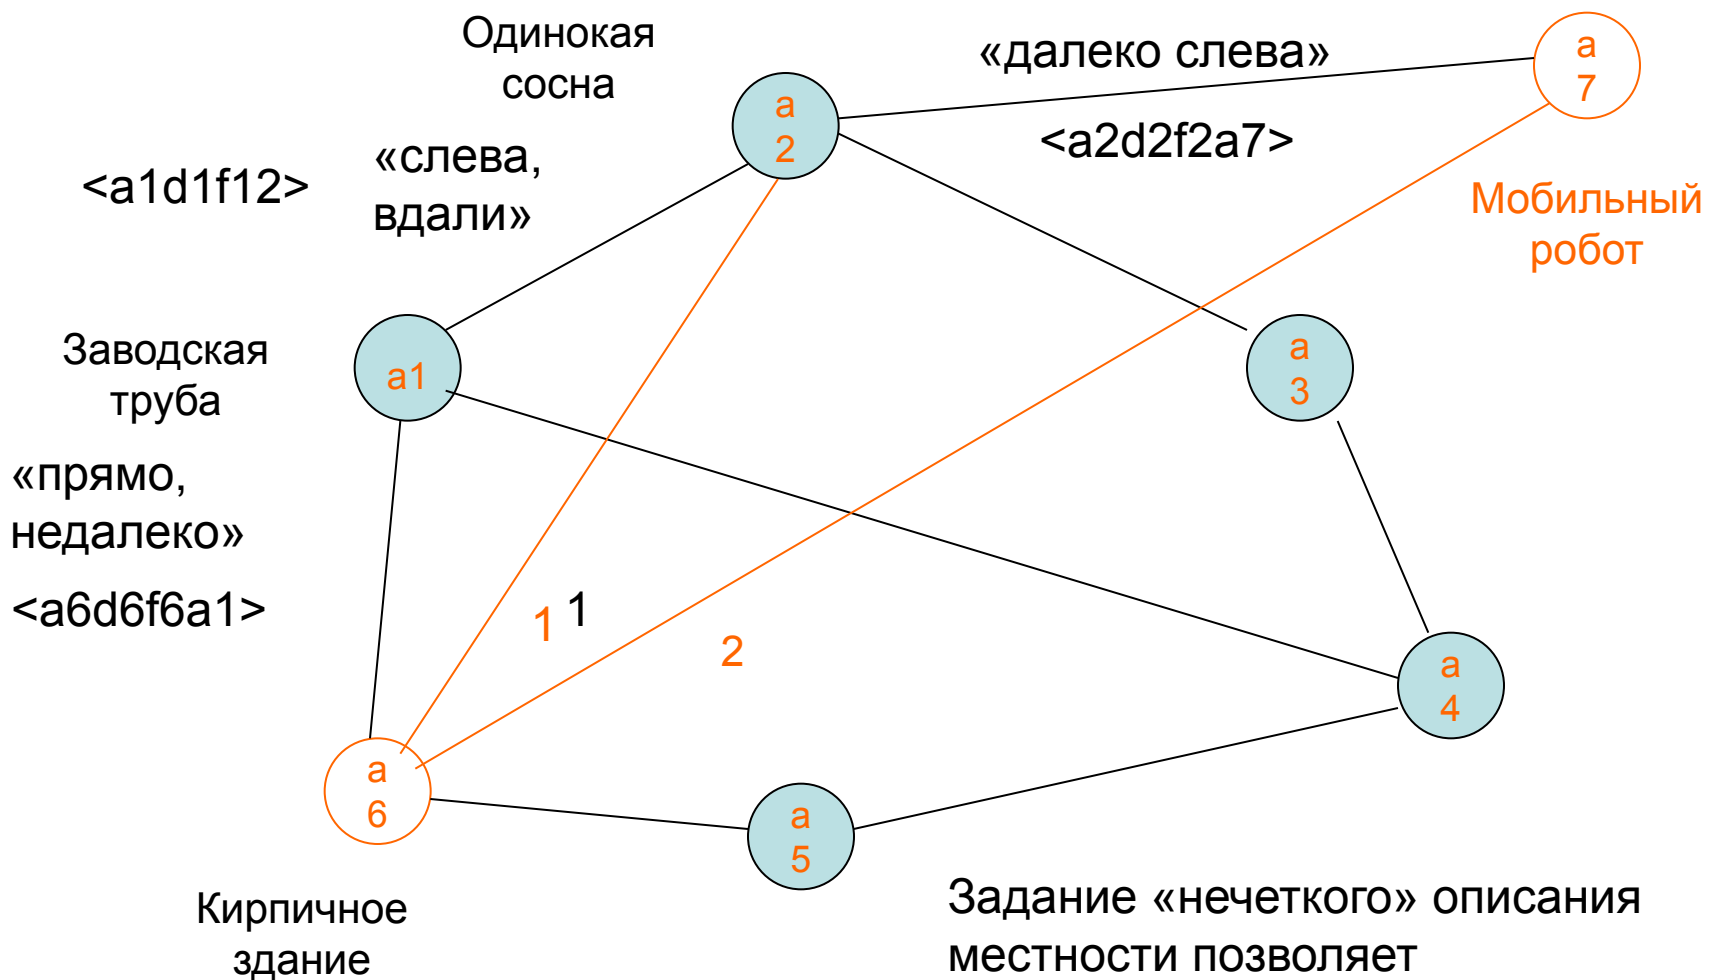 Одинокая
сосна
«далеко слева»
а
7
а
2
<a2d2f2a7>
«слева,
вдали»
<a1d1f12>
Мобильный
робот
Заводская
труба
а1
а
3
«прямо,
недалеко»
<a6d6f6a1>
1
1
2
а
4
а
6
а
5
Кирпичное
здание
Задание «нечеткого» описания
местности позволяет